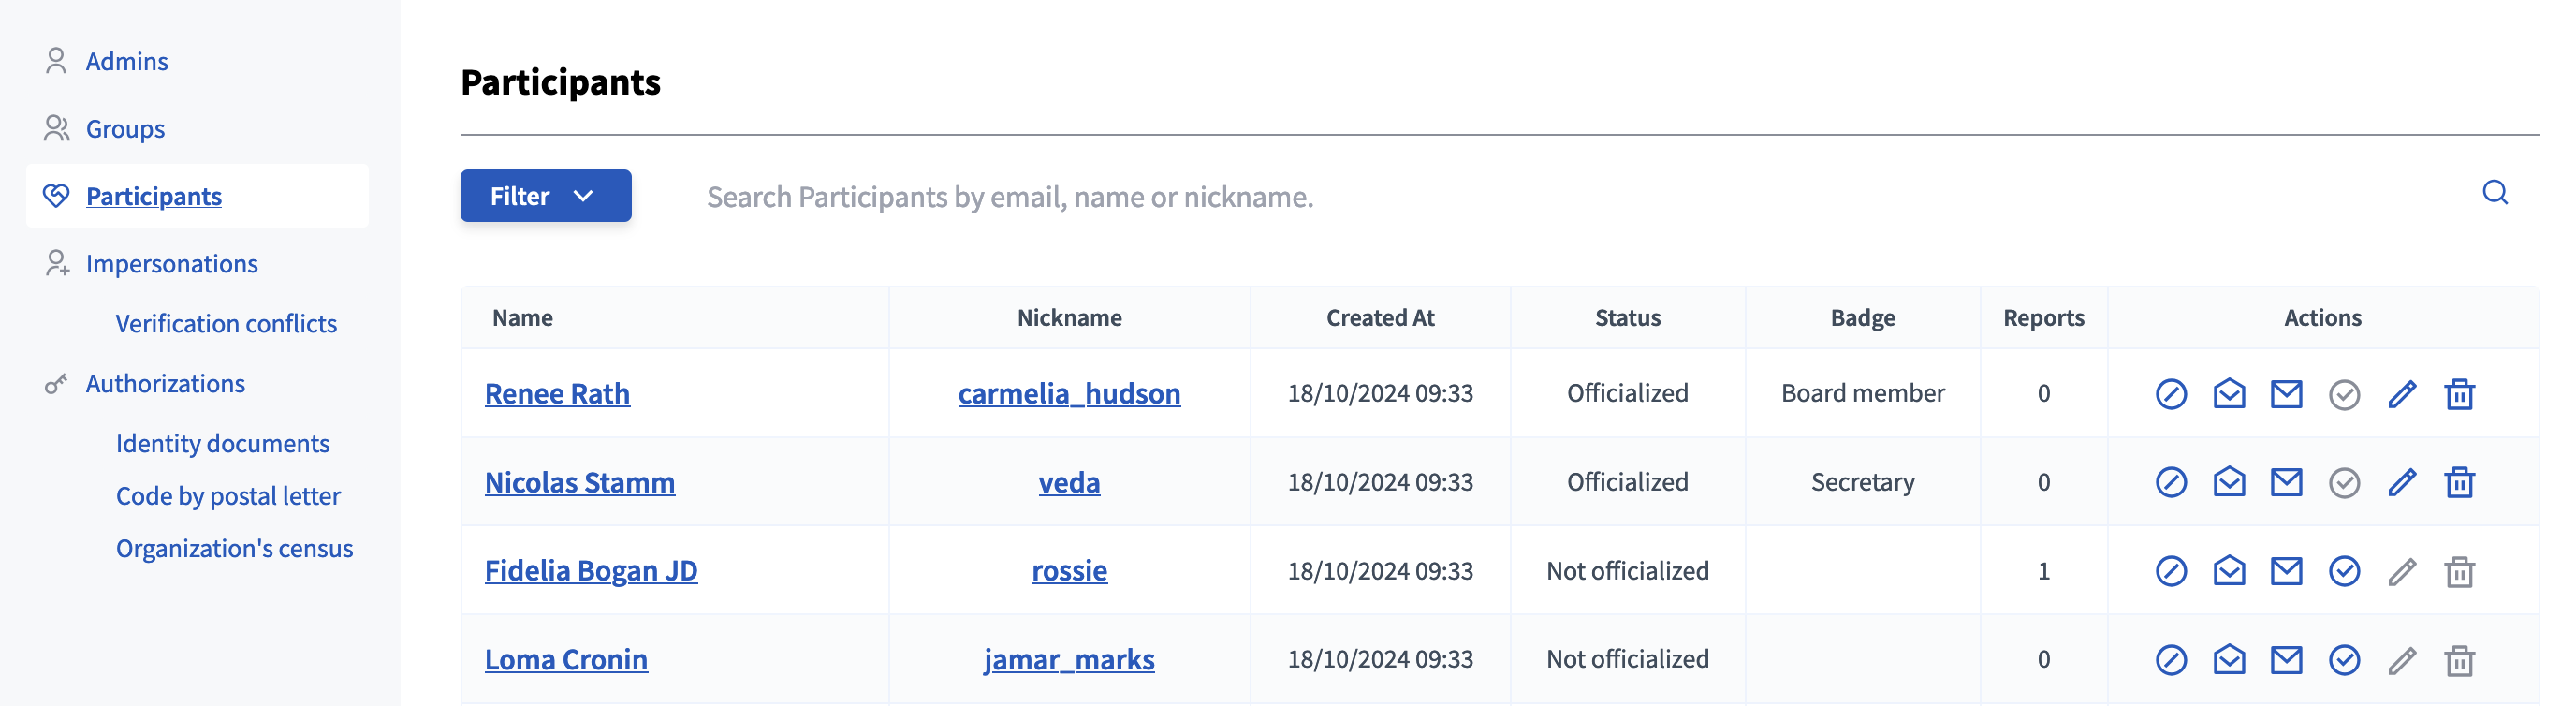 Admins
Groups
Participants
Impersonations
Verification conflicts
Authorizations
Identity documents
Code by postal letter
Organization's census
Participants
Filter
Search Participants by email, name or nickname.
Name Nickname Created At Status Badge Reports Actions
Renee Rath carmelia_hudson 18/10/2024 09:33 Officialized Board member 0
Nicolas Stamm veda 18/10/2024 09:33 Officialized Secretary 0
Fidelia Bogan JD rossie 18/10/2024 09:33 Not officialized 1
Loma Cronin jamar_marks 18/10/2024 09:33 Not officialized 0